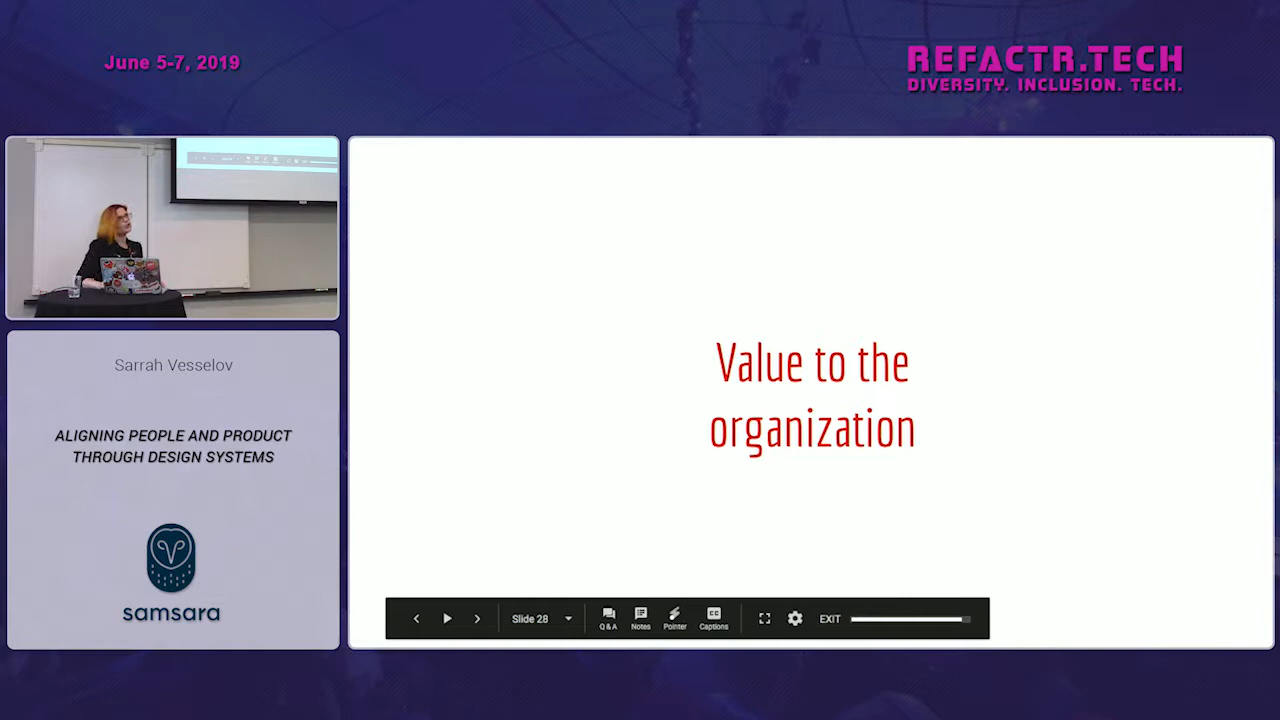 June 5-7, 2019
REFACTR.TECH
DIVERSITY. INCLUSION. TECH.
Sarrah Vesselov
ALIGNING PEOPLE AND PRODUCT
THROUGH DESIGN SYSTEMS
samsara
Value to the
organization
Slide 28
Q & A
Notes
Pointer
Captions
EXIT